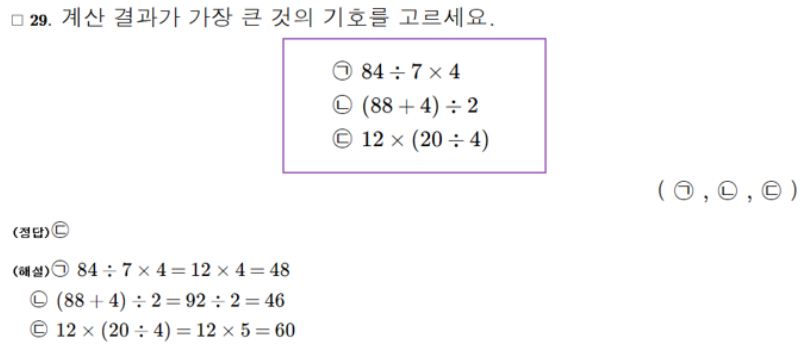 □ 29. 계산 결과가 가장 큰 것의 기호를 고르세요.
㉠ 84 ÷ 7 × 4
㉡ (88 + 4) ÷ 2
㉢ 12 × (20 ÷ 4)
( ㉠ , ㉡ , ㉢ )
(정답)㉢
(해설)㉠ 84 ÷ 7 × 4 = 12 × 4 = 48
㉡ (88 + 4) ÷ 2 = 92 ÷ 2 = 46
㉢ 12 × (20 ÷ 4) = 12 × 5 = 60